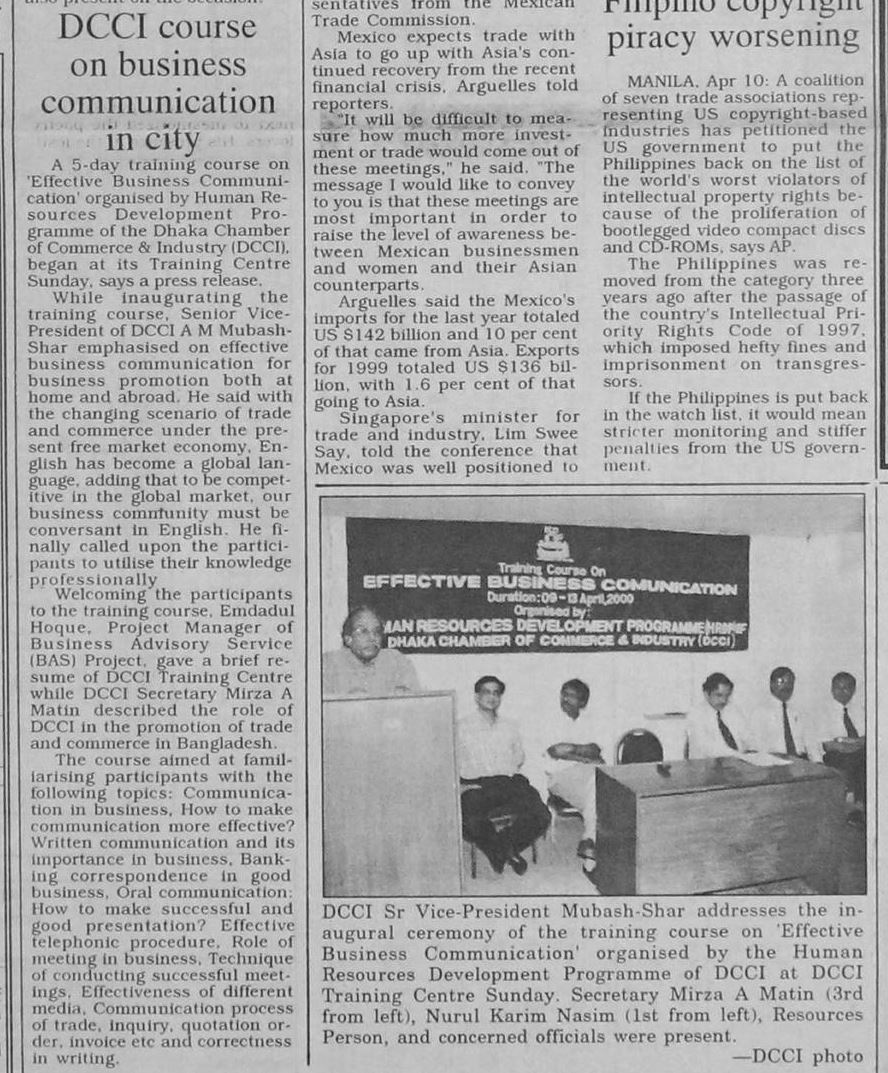 DCCI course
on business
communication
in city
A 5-day training course on
'Effective Business Communi-
cation' organised by Human Re-
sources Development Pro-
gramme of the Dhaka Chamber
of Commerce & Industry (DCCI),
began at its Training Centre
Sunday, says a press release.
While inaugurating the
training course, Senior Vice-
President of DCCI A M Mubash-
Shar emphasised on effective
business communication for
business promotion both at
home and abroad. He said with
the changing scenario of trade
and commerce under the pre-
sent free market economy, En-
glish has become a global lan-
guage, adding that to be compet-
itive in the global market, our
business community must be
conversant in English. He fi-
nally called upon the partici-
pants to utilise their knowledge
professionally
Welcoming the participants
to the training course, Emdadul
Hoque, Project Manager of
Business Advisory Service
(BAS) Project, gave a brief re-
sume of DCCI Training Centre
while DCCI Secretary Mirza A
Matin described the role of
DCCI in the promotion of trade
and commerce in Bangladesh.
The course aimed at famil-
iarising participants with the
following topics: Communica-
tion in business, How to make
communication more effective?
Written communication and its
importance in business, Bank-
ing correspondence in good
business, Oral communication:
How to make successful and
good presentation? Effective
telephonic procedure, Role of
meeting in business, Technique
of conducting successful meet-
ings, Effectiveness of different
media, Communication process
of trade, inquiry, quotation or-
der, invoice etc and correctness
in writing.
sentatives from the Mexican
Trade Commission.
Mexico expects trade with
Asia to go up with Asia's con-
tinued recovery from the recent
financial crisis, Arguelles told
reporters.
"It will be difficult to mea-
sure how much more invest-
ment or trade would come out of
these meetings," he said. "The
message I would like to convey
to you is that these meetings are
most important in order to
raise the level of awareness be-
tween Mexican businessmen
and women and their Asian
counterparts.
Arguelles said the Mexico's
imports for the last year totaled
US $142 billion and 10 per cent
of that came from Asia. Exports
for 1999 totaled US $136 bil-
lion, with 1.6 per cent of that
going to Asia.
Singapore's minister for
trade and industry, Lim Swee
Say, told the conference that
Mexico was well positioned to
Filipino copyright
piracy worsening
MANILA, Apr 10: A coalition
of seven trade associations rep-
resenting US copyright-based
industries has petitioned the
US government to put the
Philippines back on the list of
the world's worst violators of
intellectual property rights be-
cause of the proliferation of
bootlegged video compact discs
and CD-ROMs, says AP.
The Philippines was re-
moved from the category three
years ago after the passage of
the country's Intellectual Pri-
ority Rights Code of 1997,
which imposed hefty fines and
imprisonment on transgres-
sors.
If the Philippines is put back
in the watch list, it would mean
stricter monitoring and stiffer
penalties from the US govern-
ment.
Training Course On
EFFECTIVE BUSINESS COMUNICATION
Duration: 09-13 April, 2000
Organised by:
MAN RESOURCES DEVELOPMENT PROGRAMME
DHAKA CHAMBER OF COMMERCE & INDUSTRY (DCCI)
DCCI Sr Vice-President Mubash-Shar addresses the in-
augural ceremony of the training course on 'Effective
Business Communication' organised by the Human
Resources Development Programme of DCCI at DCCI
Training Centre Sunday. Secretary Mirza A Matin (3rd
from left), Nurul Karim Nasim (1st from left), Resources
Person, and concerned officials were present.
—DCCI photo